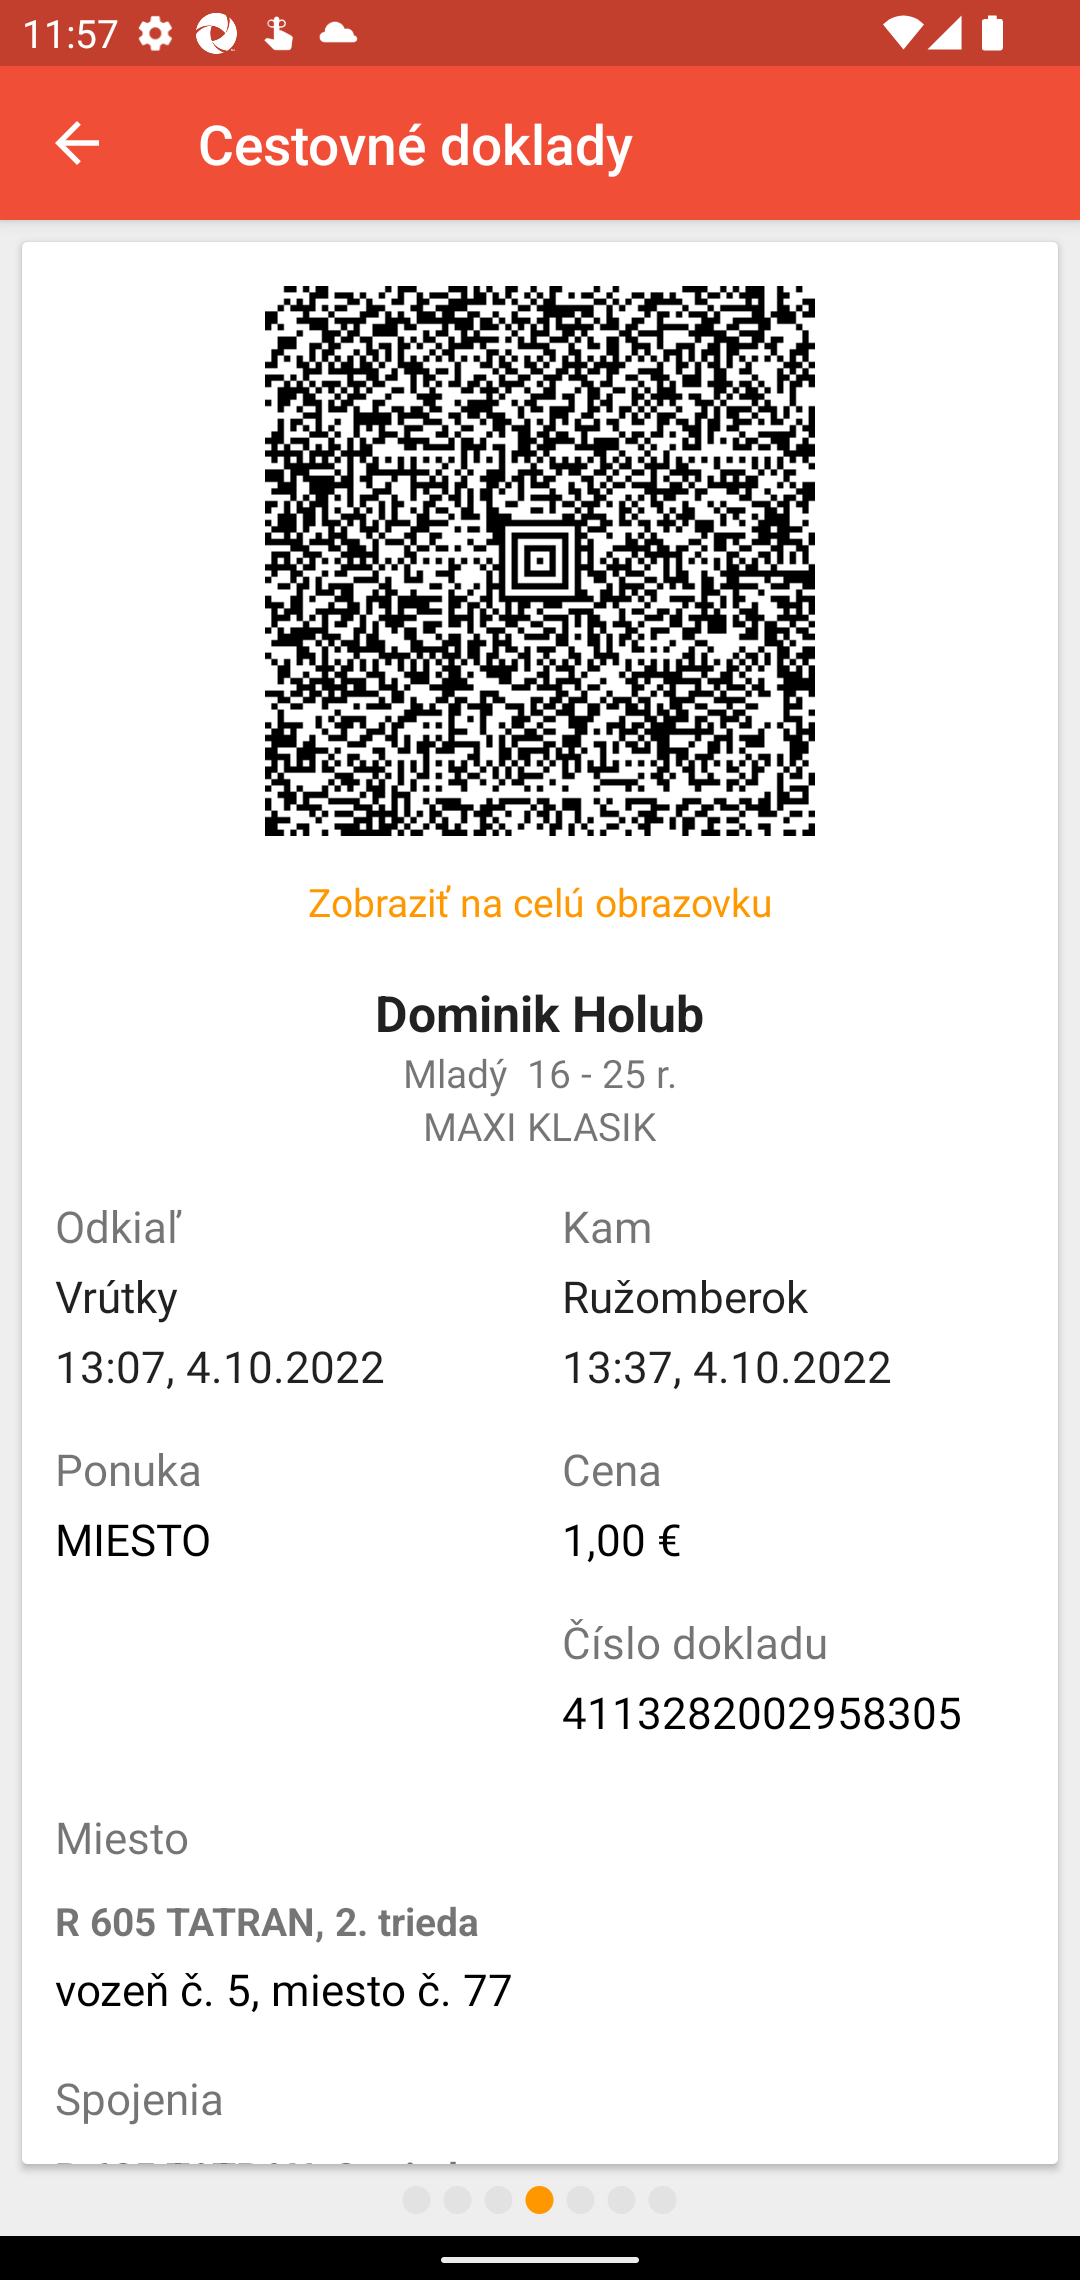 11:57
Cestovné doklady
Zobraziť na celú obrazovku
Dominik Holub
Mladý  16 - 25 r.
MAXI KLASIK
Odkiaľ
Vrútky
13:07, 4.10.2022
Kam
Ružomberok
13:37, 4.10.2022
Ponuka
MIESTO
Cena
1,00 €
Číslo dokladu
4113282002958305
Miesto
R 605 TATRAN, 2. trieda
vozeň č. 5, miesto č. 77
Spojenia